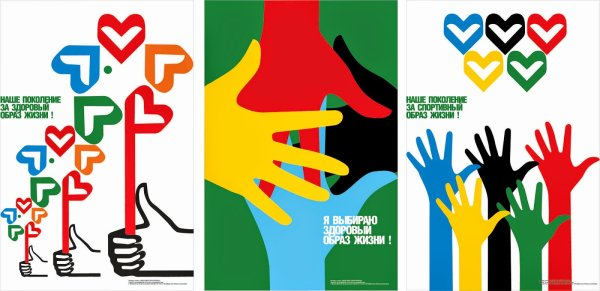 НАШЕ ПОКОЛЕНИЕ
ЗА ЗДОРОВЫЙ
ОБРАЗ ЖИЗНИ !
Я ВЫБИРАЮ
ЗДОРОВЫЙ
ОБРАЗ ЖИЗНИ !
НАШЕ ПОКОЛЕНИЕ
ЗА СПОРТИВНЫЙ
ОБРАЗ ЖИЗНИ !